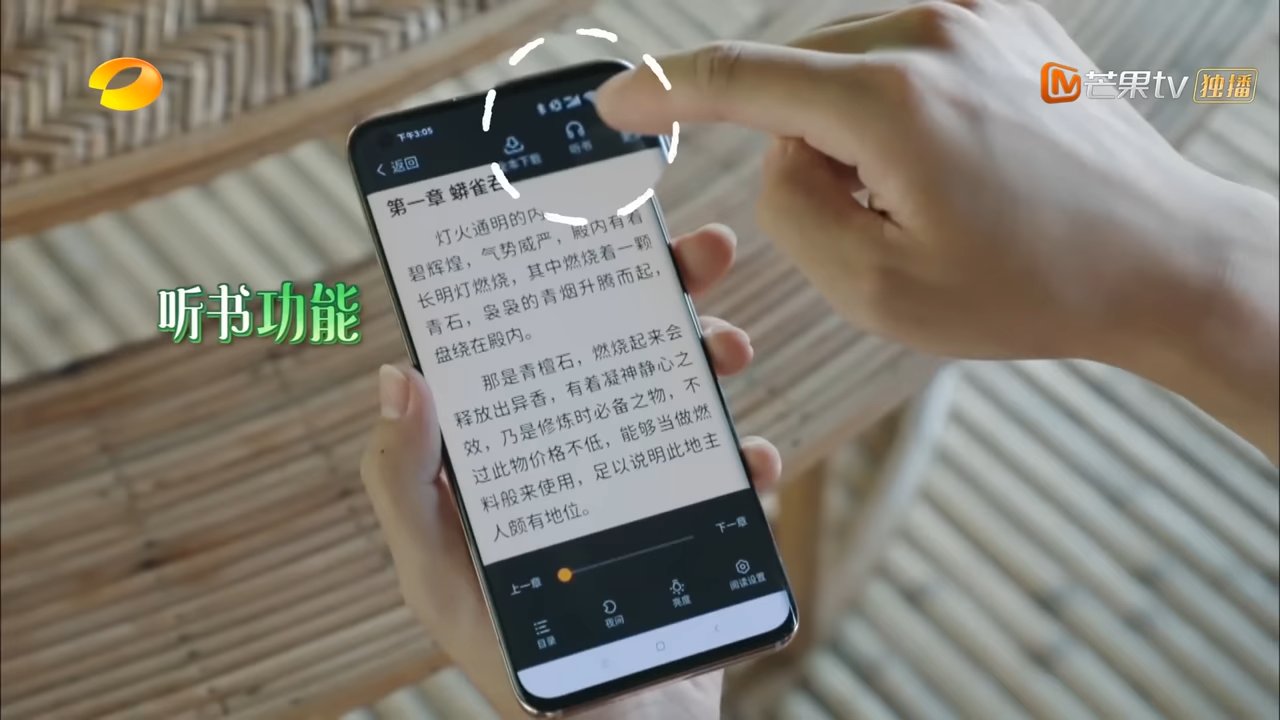 芒果tv 独播
下午3:05
返回
听书
第一章 蟒雀
灯火通明的内
碧辉煌，气势威严，殿内有着
长明灯燃烧，其中燃烧着一颗
青石，袅袅的青烟升腾而起，
盘绕在殿内。
那是青檀石，燃烧起来会
释放出异香，有着凝神静心之
效，乃是修炼时必备之物，不
过此物价格不低，能够当做燃
料般来使用，足以说明此地主
人颇有地位。
听书功能
上一章
下一章
目录
夜间
亮度
阅读设置